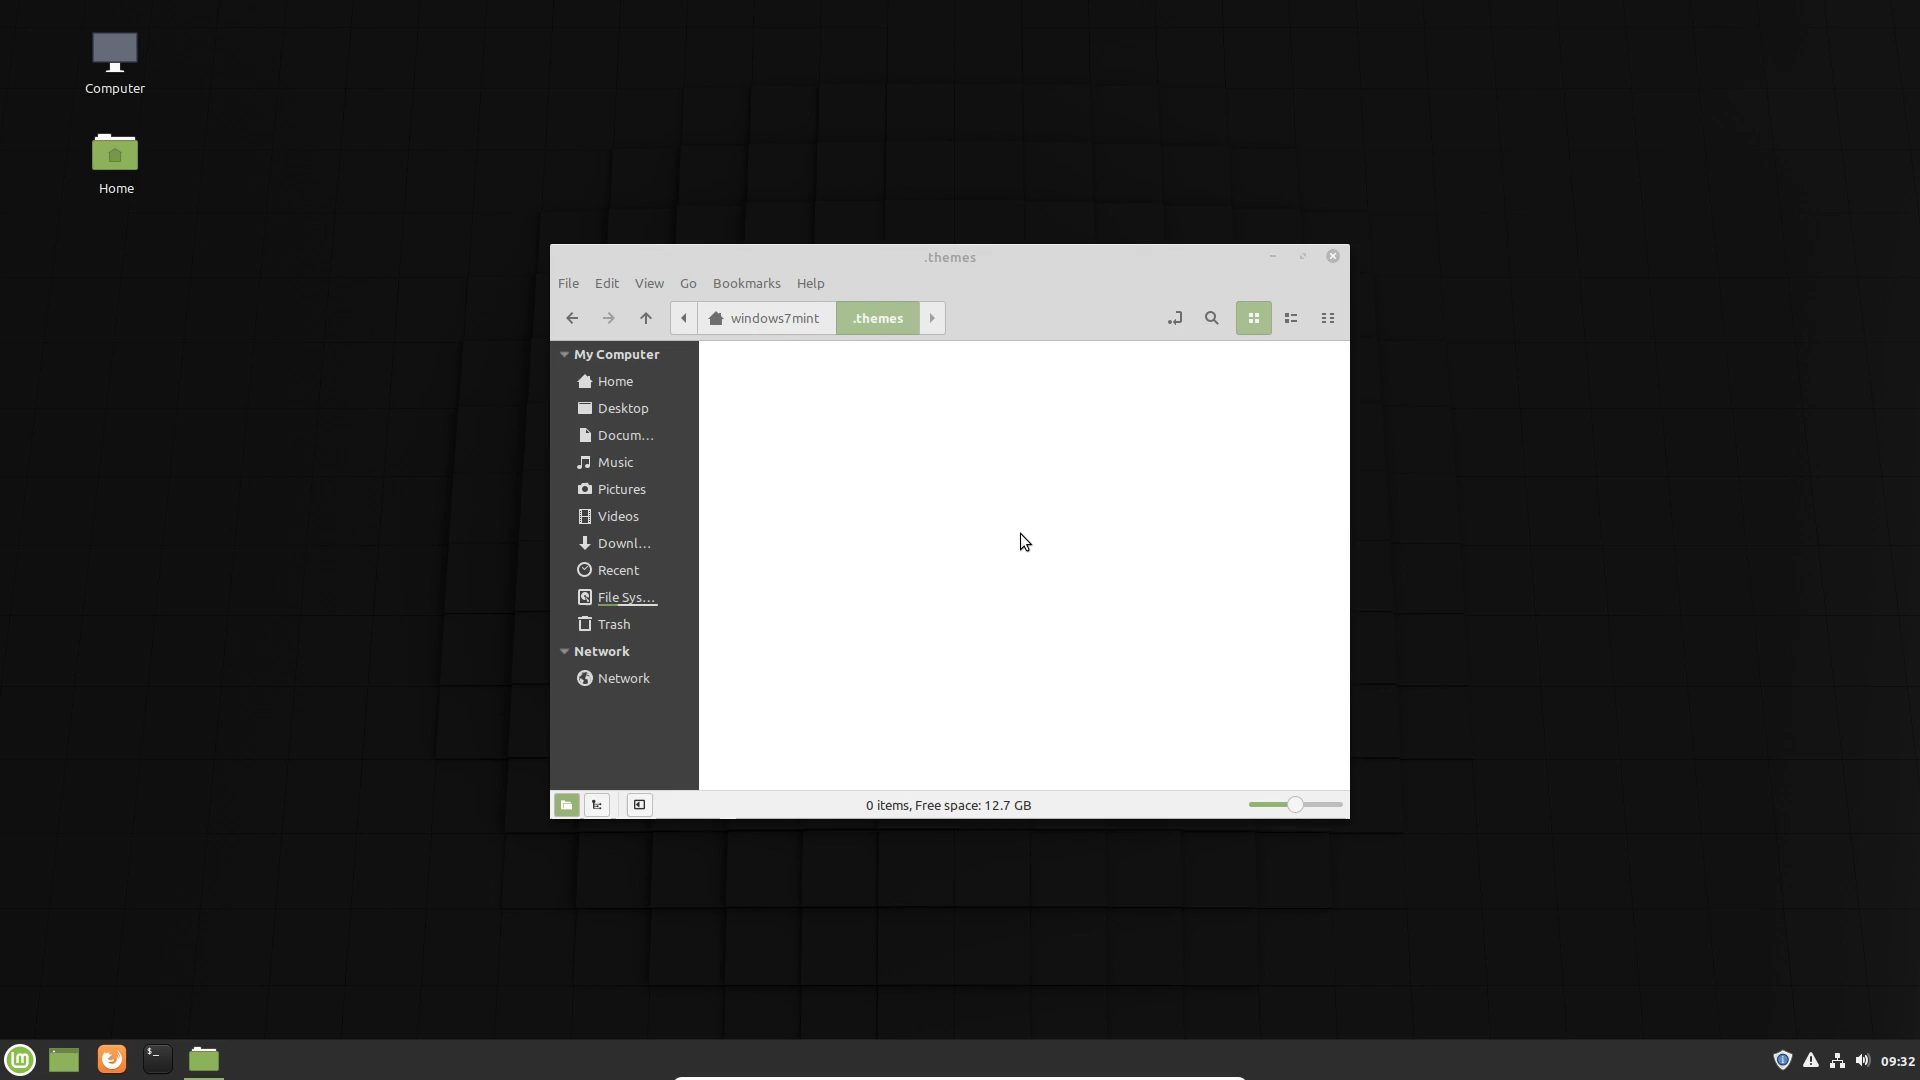 Computer
Home
.themes
File Edit View Go Bookmarks Help
windows7mint .themes
My Computer
Home
Desktop
Docum...
Music
Pictures
Videos
Downl...
Recent
File Sys...
Trash
Network
Network
0 items, Free space: 12.7 GB
$_
09:32